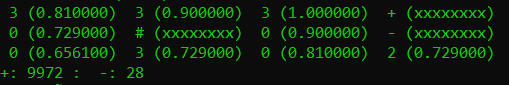 3 (0.810000)  3 (0.900000)  3 (1.000000)  + (xxxxxxxx)
0 (0.729000)  # (xxxxxxxx)  0 (0.900000)  - (xxxxxxxx)
0 (0.656100)  3 (0.729000)  0 (0.810000)  2 (0.729000)
+: 9972 :  -: 28